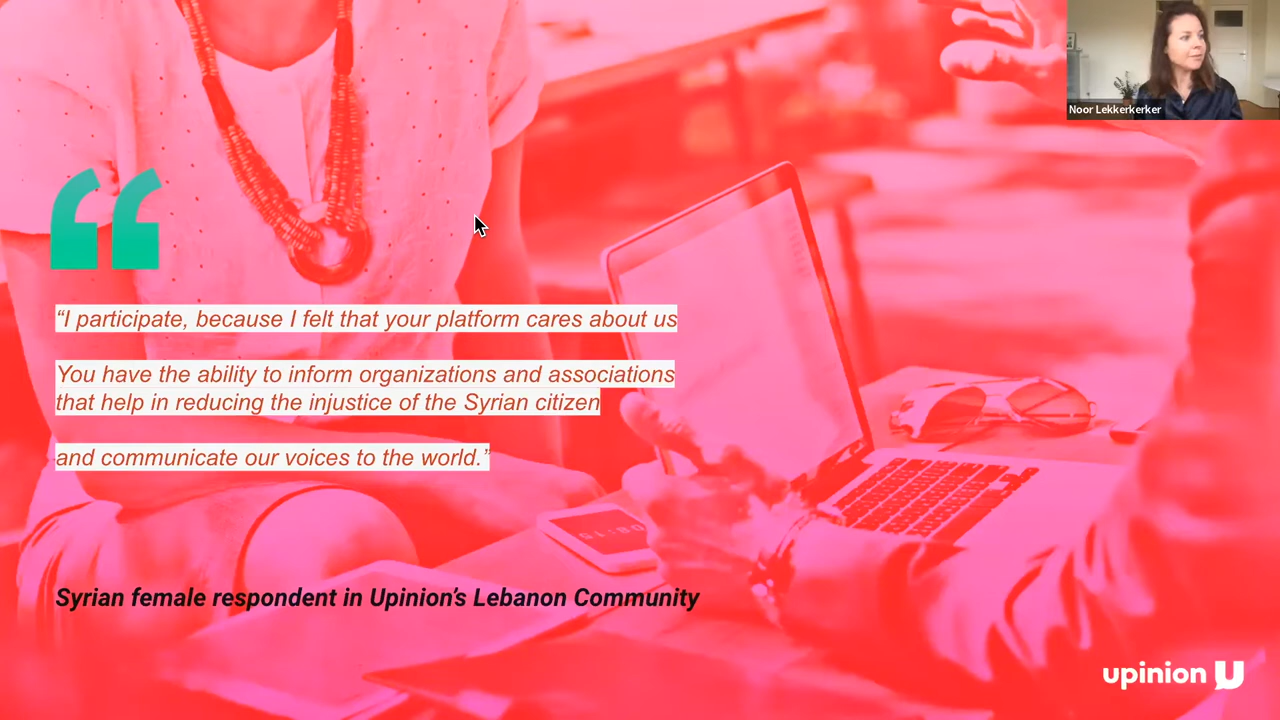 Noor Lekkerkerker
“I participate, because I felt that your platform cares about us
You have the ability to inform organizations and associations
that help in reducing the injustice of the Syrian citizen
and communicate our voices to the world.”
Syrian female respondent in Upinion’s Lebanon Community
upinion